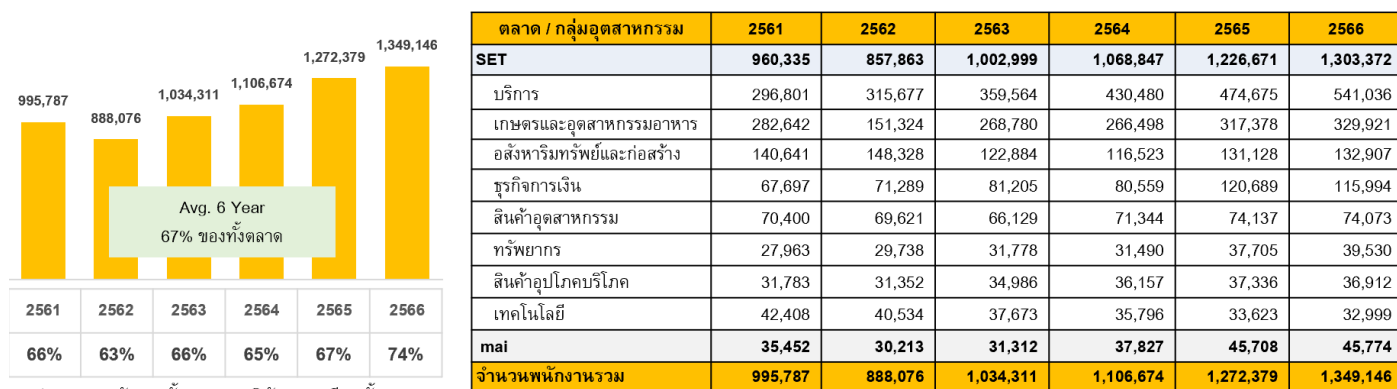 995,787
888,076
1,034,311
1,106,674
1,272,379
1,349,146
Avg. 6 Year
67% ของทั้งตลาด
2561 2562 2563 2564 2565 2566
66% 63% 66% 65% 67% 74%
ตลาด / กลุ่มอุตสาหกรรม 2561 2562 2563 2564 2565 2566
SET 960,335 857,863 1,002,999 1,068,847 1,226,671 1,303,372
บริการ 296,801 315,677 359,564 430,480 474,675 541,036
เกษตรและอุตสาหกรรมอาหาร 282,642 151,324 268,780 266,498 317,378 329,921
อสังหาริมทรัพย์และก่อสร้าง 140,641 148,328 122,884 116,523 131,128 132,907
ธุรกิจการเงิน 67,697 71,289 81,205 80,559 120,689 115,994
สินค้าอุตสาหกรรม 70,400 69,621 66,129 71,344 74,137 74,073
ทรัพยากร 27,963 29,738 31,778 31,490 37,705 39,530
สินค้าอุปโภคบริโภค 31,783 31,352 34,986 36,157 37,336 36,912
เทคโนโลยี 42,408 40,534 37,673 35,796 33,623 32,999
mai 35,452 30,213 31,312 37,827 45,708 45,774
จำนวนพนักงานรวม 995,787 888,076 1,034,311 1,106,674 1,272,379 1,349,146